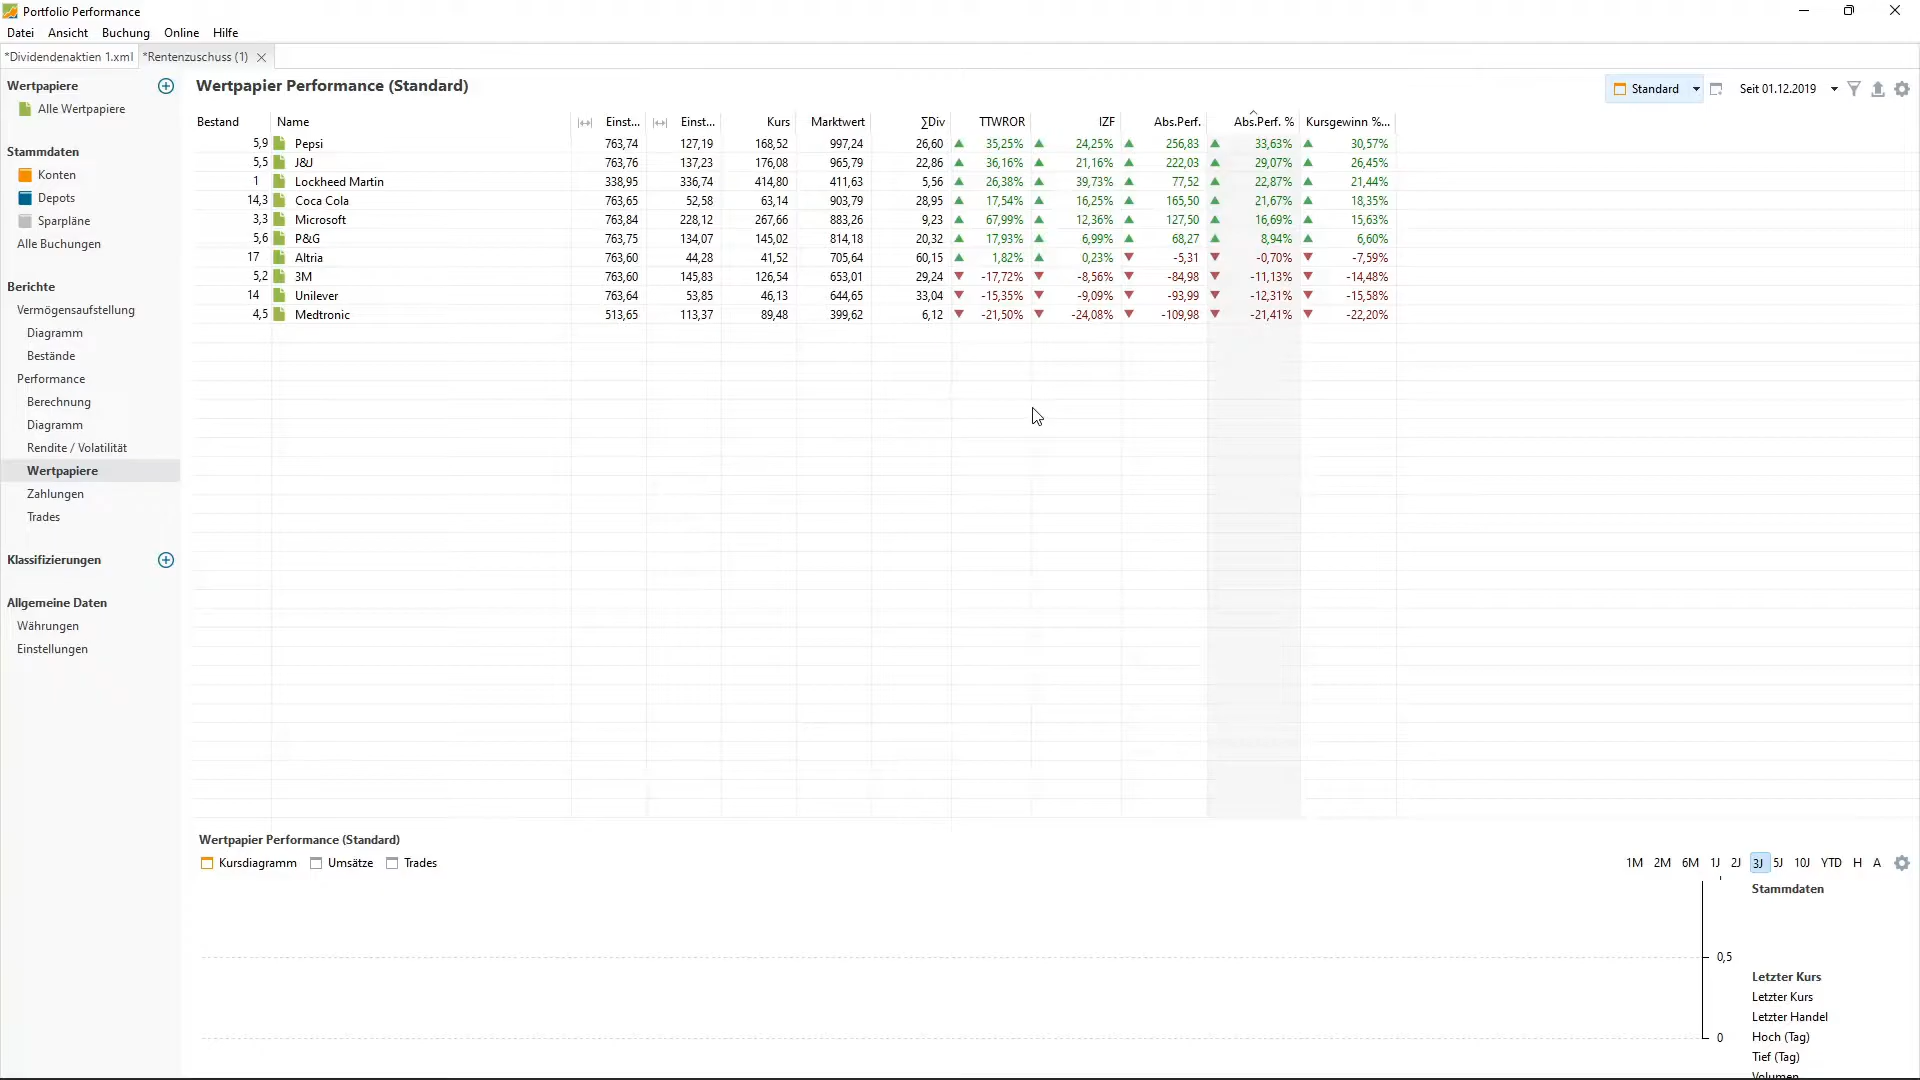 Portfolio Performance
Datei Ansicht Buchung Online Hilfe
*Dividendenaktien 1.xml *Rentenzuschuss (1)
Wertpapiere
Alle Wertpapiere
Stammdaten
Konten
Depots
Sparpläne
Alle Buchungen
Berichte
Vermögensaufstellung
Diagramm
Bestände
Performance
Berechnung
Diagramm
Rendite / Volatilität
Wertpapiere
Zahlungen
Trades
Klassifizierungen
Allgemeine Daten
Währungen
Einstellungen
Wertpapier Performance (Standard)
Standard Seit 01.12.2019
Bestand Name Einst... Einst... Kurs Marktwert ∑Div TTWROR IZF Abs.Perf. Abs.Perf. % Kursgewinn %...
5,9 Pepsi 763,74 127,19 168,52 997,24 26,60 35,25% 24,25% 256,83 33,63% 30,57%
5,5 J&J 763,76 137,23 176,08 965,79 22,86 36,16% 21,16% 222,03 29,07% 26,45%
1 Lockheed Martin 338,95 336,74 414,80 411,63 5,56 26,38% 39,73% 77,52 22,87% 21,44%
14,3 Coca Cola 763,65 52,58 63,14 903,79 28,95 17,54% 16,25% 165,50 21,67% 18,35%
3,3 Microsoft 763,84 228,12 267,66 883,26 9,23 67,99% 12,36% 127,50 16,69% 15,63%
5,6 P&G 763,75 134,07 145,02 814,18 20,32 17,93% 6,99% 68,27 8,94% 6,60%
17 Altria 763,60 44,28 41,52 705,64 60,15 1,82% 0,23% -5,31 -0,70% -7,59%
5,2 3M 763,60 145,83 126,54 653,01 29,24 -17,72% -8,56% -84,98 -11,13% -14,48%
14 Unilever 763,64 53,85 46,13 644,65 33,04 -15,35% -9,09% -93,99 -12,31% -15,58%
4,5 Medtronic 513,65 113,37 89,48 399,62 6,12 -21,50% -24,08% -109,98 -21,41% -22,20%
Wertpapier Performance (Standard)
Kursdiagramm Umsätze Trades
1M 2M 6M 1J 2J 3J 5J 10J YTD H A
0,5
0
Stammdaten
Letzter Kurs
Letzter Kurs
Letzter Handel
Hoch (Tag)
Tief (Tag)
Volumen